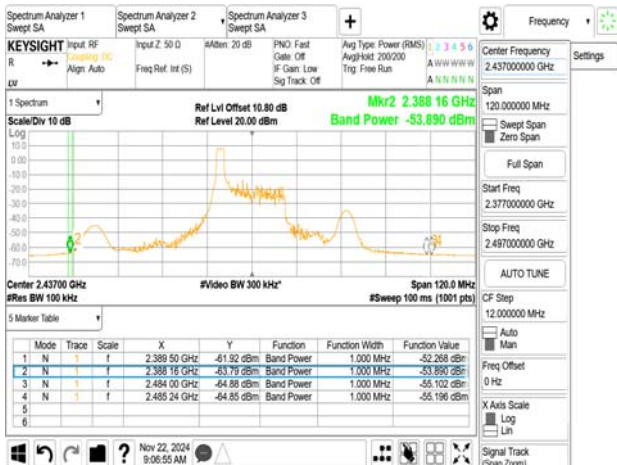 Spectrum Analyzer 1
Swept SA
Spectrum Analyzer 2
Swept SA
Spectrum Analyzer 3
Swept SA
+
Frequency
KEYSIGHT
R
Input: RF
Coupling: DC
Align: Auto
Input Z: 50 Ω
Freq Ref: Int (S)
#Atten: 20 dB
PNO: Fast
Gate: Off
IF Gain: Low
Sig Track: Off
Avg Type: Power (RMS)
Avg|Hold: 200/200
Trig: Free Run
1 2 3 4 5 6
A W W W W W
A N N N N N
Center Frequency
2.437000000 GHz
Settings
Span
120.000000 MHz
Swept Span
Zero Span
Full Span
Start Freq
2.377000000 GHz
Stop Freq
2.497000000 GHz
AUTO TUNE
CF Step
12.000000 MHz
Auto
Man
Freq Offset
0 Hz
X Axis Scale
Log
Lin
Signal Track
(Span Zoom)
1 Spectrum
Scale/Div 10 dB
Ref Lvl Offset 10.80 dB
Ref Level 20.00 dBm
Mkr2 2.388 16 GHz
Band Power -53.890 dBm
Log
10.0
0.00
-10.0
-20.0
-30.0
-40.0
-50.0
-60.0
-70.0
2
Center 2.43700 GHz
#Res BW 100 kHz
#Video BW 300 kHz*
Span 120.0 MHz
#Sweep 100 ms (1001 pts)
5 Marker Table
Mode Trace Scale X Y Function Function Width Function Value
1 N 1 f 2.389 50 GHz -61.92 dBm Band Power 1.000 MHz -52.268 dBm
2 N 1 f 2.388 16 GHz -63.79 dBm Band Power 1.000 MHz -53.890 dBm
3 N 1 f 2.484 00 GHz -64.88 dBm Band Power 1.000 MHz -55.102 dBm
4 N 1 f 2.485 24 GHz -64.85 dBm Band Power 1.000 MHz -55.196 dBm
5
6
?
Nov 22, 2024
9:06:55 AM